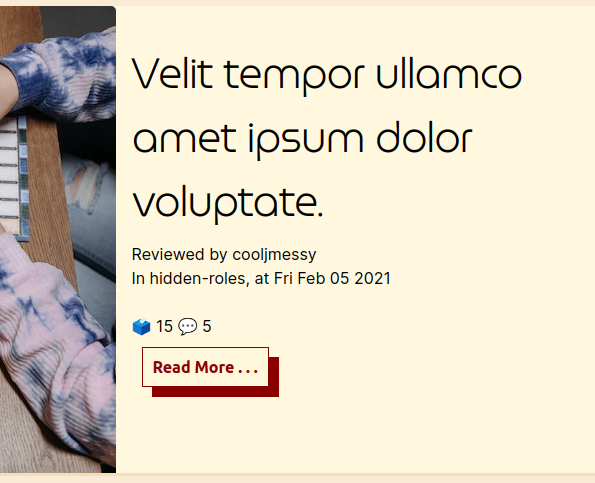 Velit tempor ullamco
amet ipsum dolor
voluptate.
Reviewed by cooljmessy
In hidden-roles, at Fri Feb 05 2021
🗳️ 15 💬 5
Read More . . .